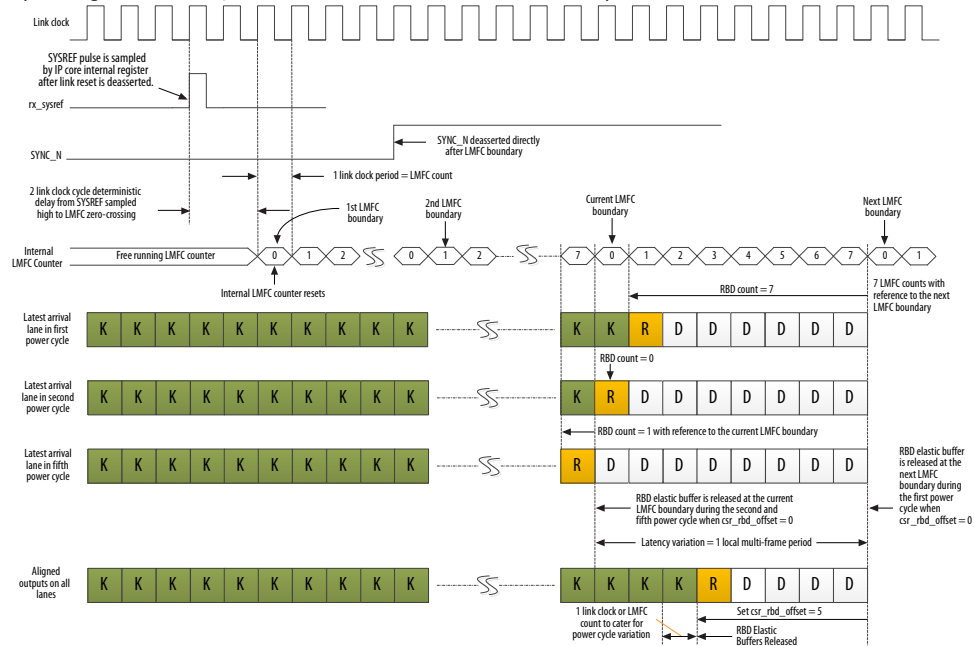 Link clock
SYSREF pulse is sampled
by IP core internal register
after link reset is deasserted.
rx_sysref
SYNC_N deasserted directly
after LMFC boundary
SYNC_N
1 link clock period = LMFC count
2 link clock cycle deterministic
delay from SYSREF sampled
high to LMFC zero-crossing
1st LMFC
boundary
2nd LMFC
boundary
Current LMFC
boundary
Next LMFC
boundary
Internal
LMFC Counter
Free running LMFC counter
0 1 2 0 1 2 7 0 1 2 3 4 5 6 7 0 1
Internal LMFC counter resets
RBD count = 7
7 LMFC counts with
reference to the next
LMFC boundary
Latest arrival
lane in first
power cycle
K K K K K K K K K K K K R D D D D D D
RBD count = 0
Latest arrival
lane in second
power cycle
K K K K K K K K K K K R D D D D D D D
RBD count = 1 with reference to the current LMFC boundary
Latest arrival
lane in fifth
power cycle
K K K K K K K K K K R D D D D D D D D
RBD elastic buffer
is released at the
next LMFC
boundary during
the first power
cycle when
csr_rbd_offset = 0
RBD elastic buffer is released at the current
LMFC boundary during the second and
fifth power cycle when csr_rbd_offset = 0
Latency variation = 1 local multi-frame period
Aligned
outputs on all
lanes
K K K K K K K K K K K K K K R D D D D
1 link clock or LMFC
count to cater for
power cycle variation
Set csr_rbd_offset = 5
RBD Elastic
Buffers Released